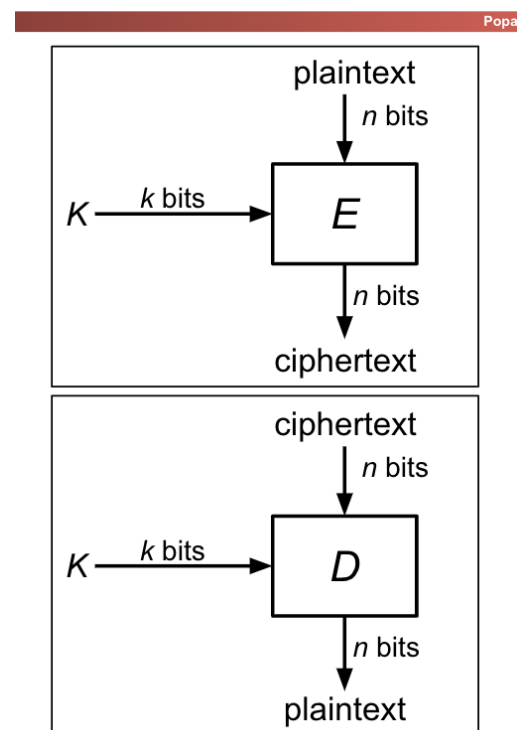 Popa
plaintext
n bits
K
k bits
E
n bits
ciphertext
ciphertext
n bits
K
k bits
D
n bits
plaintext